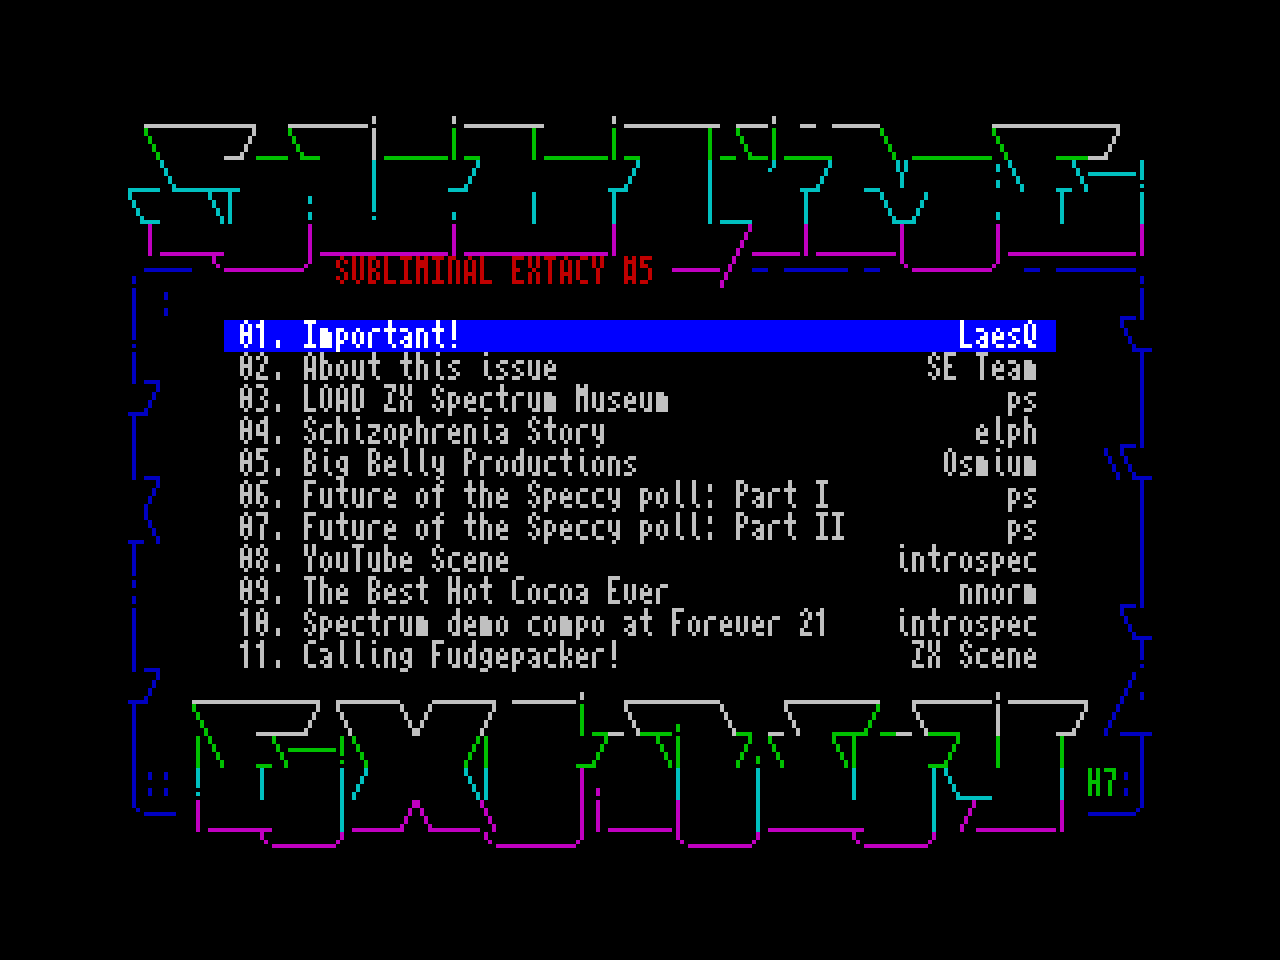 SUBLIMINAL EXTACY 05
01. Important! LaesQ
02. About this issue SE Team
03. LOAD ZX Spectrum Museum ps
04. Schizophrenia Story elph
05. Big Belly Productions Osmium
06. Future of the Speccy poll: Part I ps
07. Future of the Speccy poll: Part II ps
08. YouTube Scene introspec
09. The Best Hot Cocoa Ever nnorm
10. Spectrum demo compo at Forever 21 introspec
11. Calling Fudgepacker! ZX Scene
H7